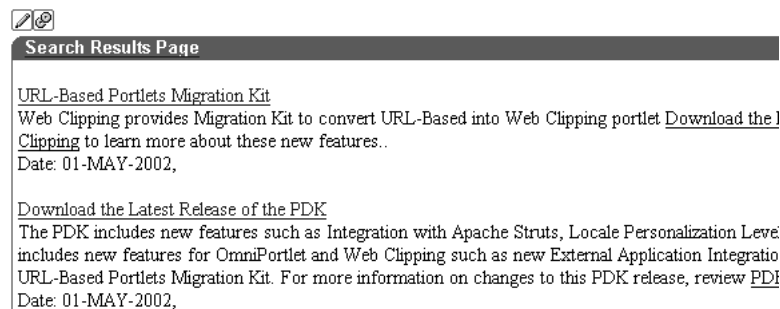 Search Results Page
URL-Based Portlets Migration Kit
Web Clipping provides Migration Kit to convert URL-Based into Web Clipping portlet Download the
Clipping to learn more about these new features..
Date: 01-MAY-2002,
Download the Latest Release of the PDK
The PDK includes new features such as Integration with Apache Struts, Locale Personalization Level
includes new features for OmniPortlet and Web Clipping such as new External Application Integratio
URL-Based Portlets Migration Kit. For more information on changes to this PDK release, review PDK
Date: 01-MAY-2002,